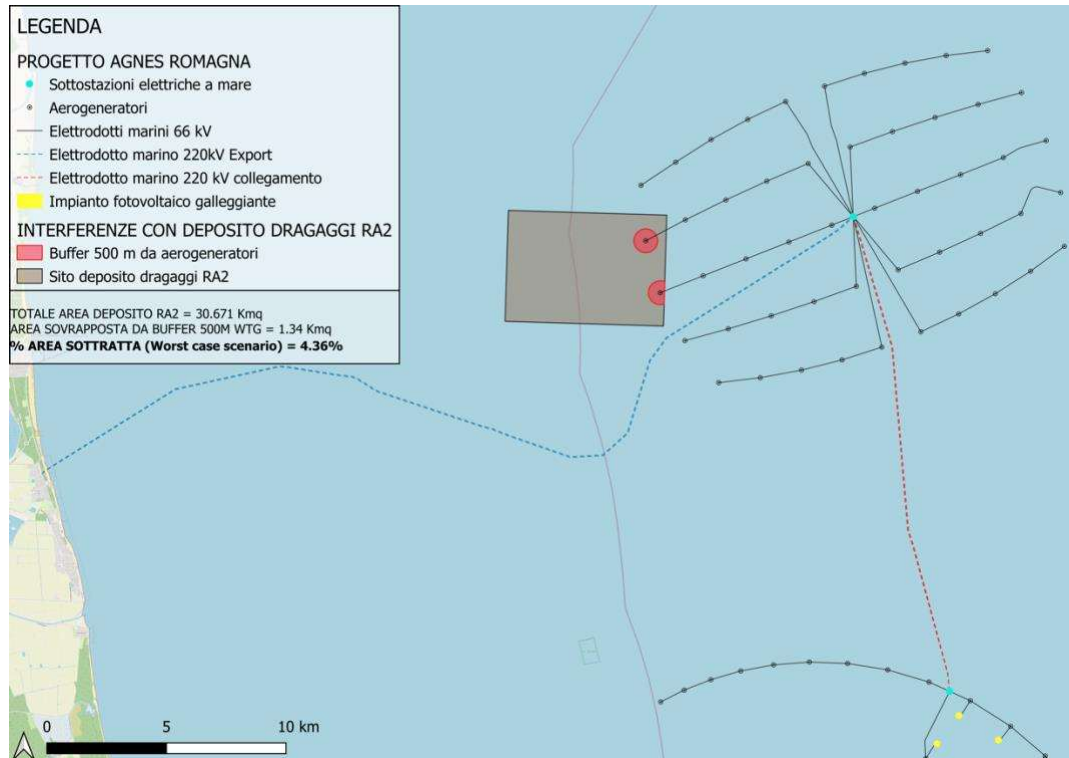 LEGENDA
PROGETTO AGNES ROMAGNA
Sottostazioni elettriche a mare
Aerogeneratori
Elettrodotti marini 66 kV
Elettrodotto marino 220kV Export
Elettrodotto marino 220 kV collegamento
Impianto fotovoltaico galleggiante
INTERFERENZE CON DEPOSITO DRAGAGGI RA2
Buffer 500 m da aerogeneratori
Sito deposito dragaggi RA2
TOTALE AREA DEPOSITO RA2 = 30.671 Kmq
AREA SOVRAPPOSTA DA BUFFER 500M WTG = 1.34 Kmq
% AREA SOTTRATTA (Worst case scenario) = 4.36%
0 5 10 km